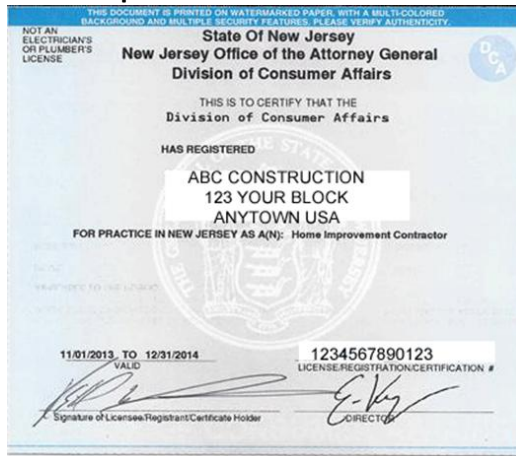 THIS DOCUMENT IS PRINTED ON WATERMARKED PAPER, WITH A MULTI-COLORED
BACKGROUND AND MULTIPLE SECURITY FEATURES. PLEASE VERIFY AUTHENTICITY.
NOT AN
ELECTRICIAN'S
OR PLUMBER'S
LICENSE
State Of New Jersey
New Jersey Office of the Attorney General
Division of Consumer Affairs
DCA
THIS IS TO CERTIFY THAT THE
Division of Consumer Affairs
HAS REGISTERED
ABC CONSTRUCTION
123 YOUR BLOCK
ANYTOWN USA
FOR PRACTICE IN NEW JERSEY AS A(N): Home Improvement Contractor
11/01/2013 TO 12/31/2014
VALID
1234567890123
LICENSE/REGISTRATION/CERTIFICATION #
Signature of Licensee/Registrant/Certificate Holder
DIRECTOR